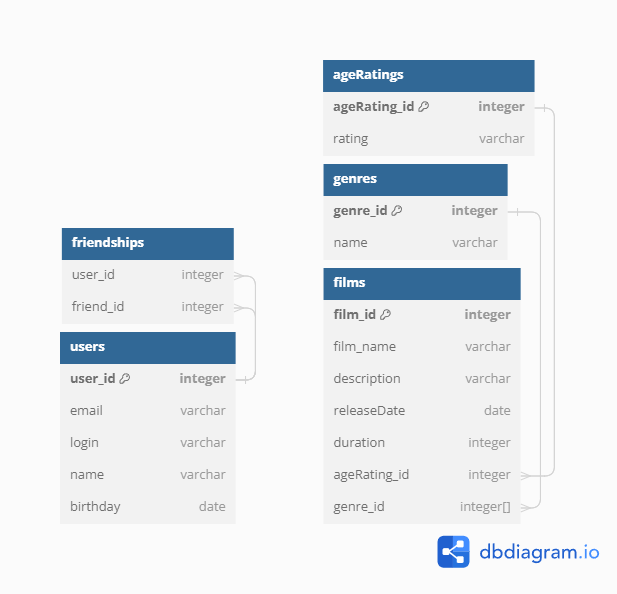 friendships
user_id integer
friend_id integer
users
user_id integer
email varchar
login varchar
name varchar
birthday date
ageRatings
ageRating_id integer
rating varchar
genres
genre_id integer
name varchar
films
film_id integer
film_name varchar
description varchar
releaseDate date
duration integer
ageRating_id integer
genre_id integer[]
dbdiagram.io